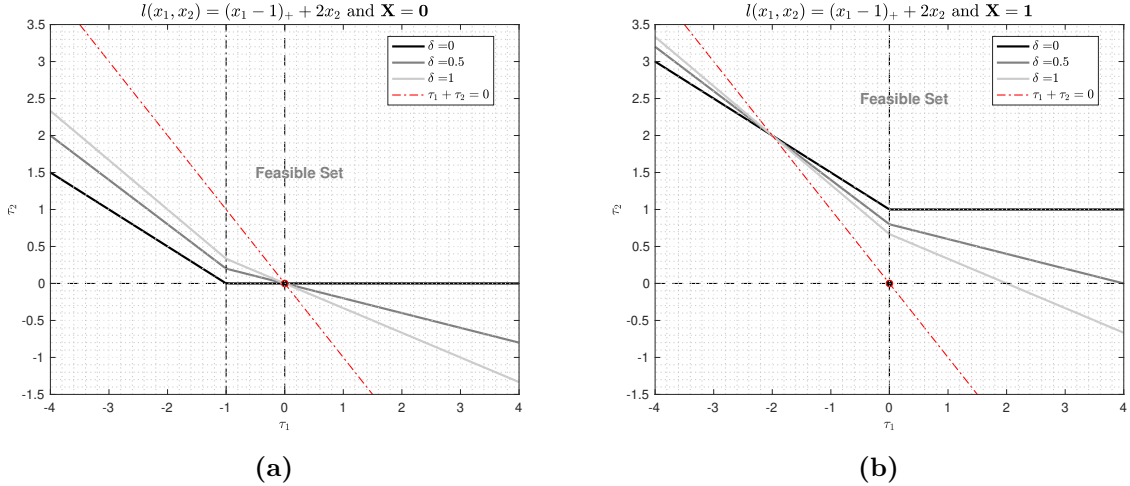 l(x₁, x₂) = (x₁ − 1)₊ + 2x₂ and X = 0
3.5
3
2.5
2
1.5
1
0.5
0
-0.5
-1
-1.5
τ₂
δ =0
δ =0.5
δ =1
τ₁ + τ₂ = 0
Feasible Set
-4 -3 -2 -1 0 1 2 3 4
τ₁
(a)
l(x₁, x₂) = (x₁ − 1)₊ + 2x₂ and X = 1
3.5
3
2.5
2
1.5
1
0.5
0
-0.5
-1
-1.5
τ₂
δ =0
δ =0.5
δ =1
τ₁ + τ₂ = 0
Feasible Set
-4 -3 -2 -1 0 1 2 3 4
τ₁
(b)